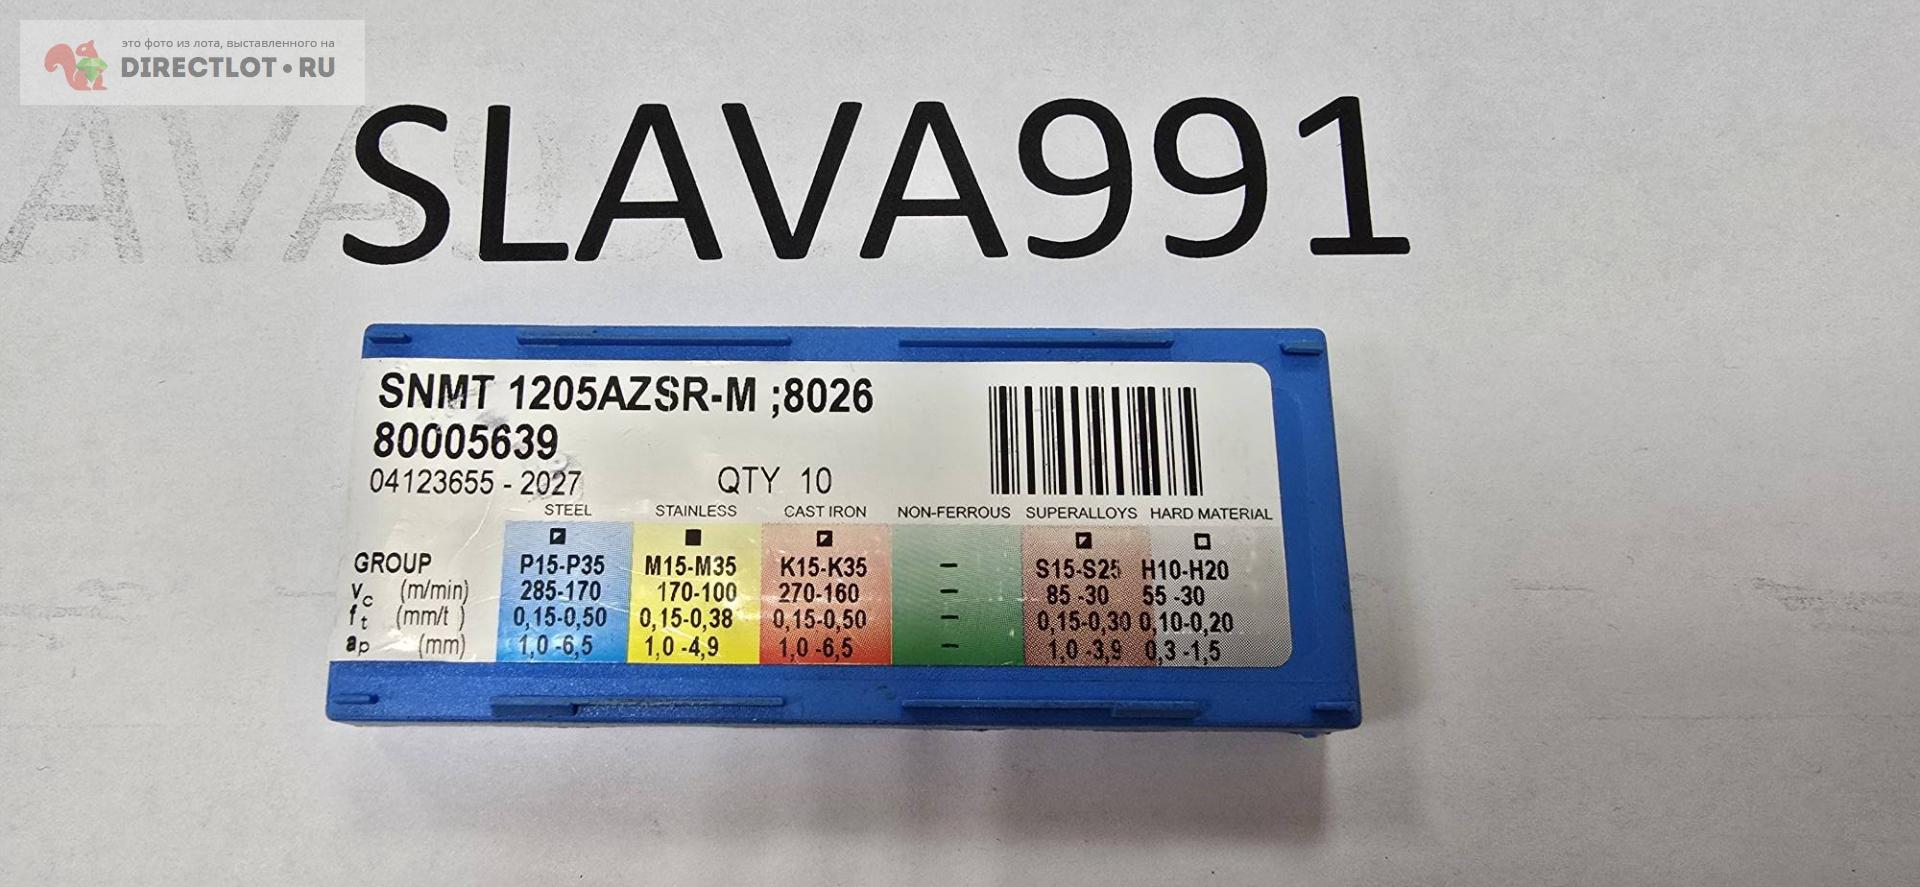 это фото из лота, выставленного на
DIRECTLOT•RU
AVA9
SLAVA991
SNMT 1205AZSR-M ;8026
80005639
04123655 - 2027 QTY 10
STEEL STAINLESS CAST IRON NON-FERROUS SUPERALLOYS HARD MATERIAL
GROUP P15-P35 M15-M35 K15-K35 - S15-S25 H10-H20
vc (m/min) 285-170 170-100 270-160 - 85 -30 55 -30
ft (mm/t ) 0,15-0,50 0,15-0,38 0,15-0,50 - 0,15-0,30 0,10-0,20
ap (mm) 1,0 -6,5 1,0 -4,9 1,0 -6,5 - 1,0 -3,9 0,3 -1,5